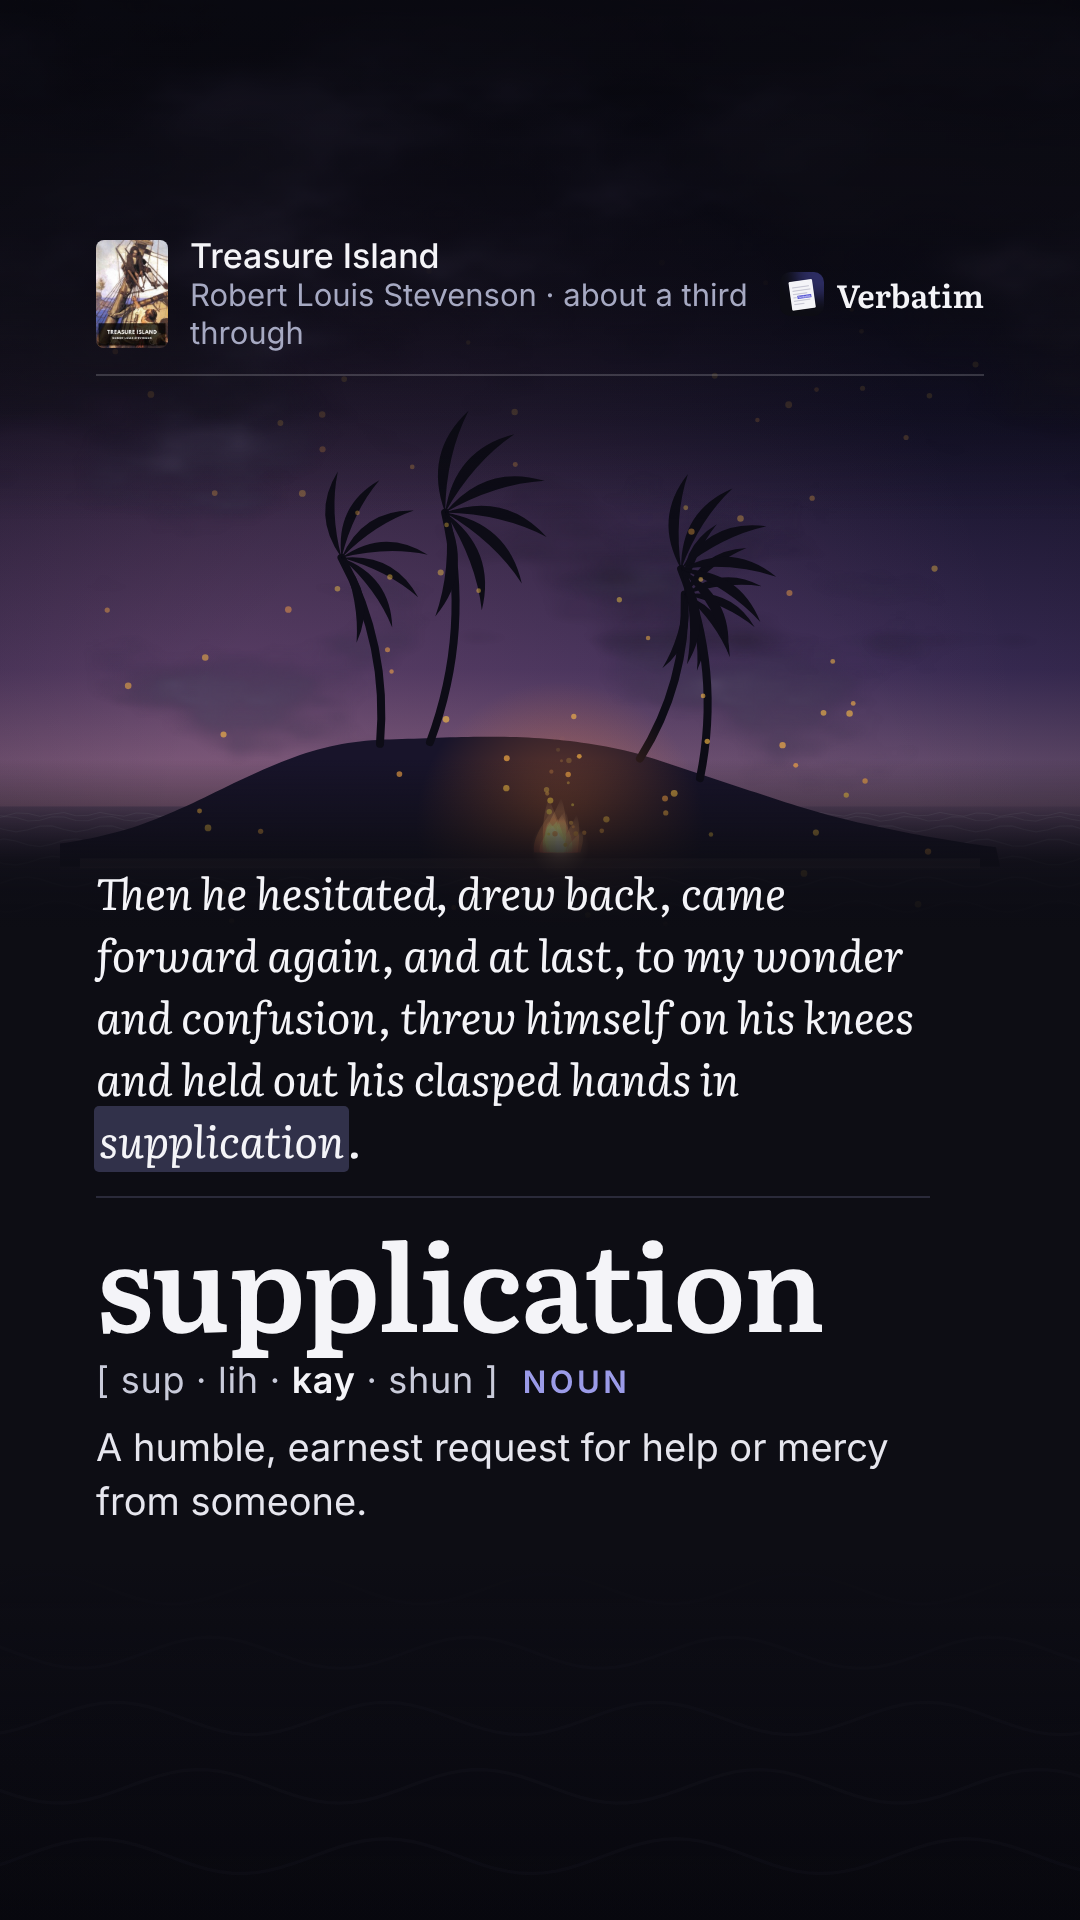 Treasure Island
Robert Louis Stevenson · about a third
through
Verbatim
TREASURE ISLAND
Then he hesitated, drew back, came
forward again, and at last, to my wonder
and confusion, threw himself on his knees
and held out his clasped hands in
supplication.
supplication
[ sup · lih · kay · shun ] NOUN
A humble, earnest request for help or mercy
from someone.